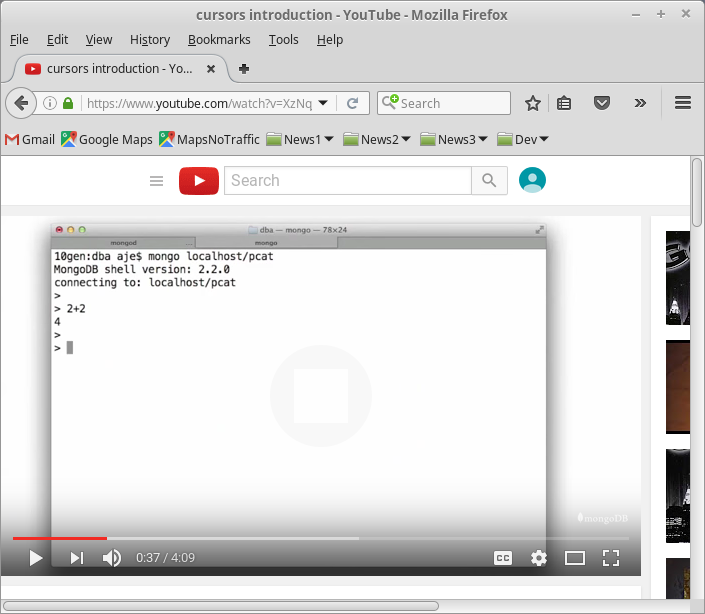 cursors introduction - YouTube - Mozilla Firefox
File Edit View History Bookmarks Tools Help
cursors introduction - Yo...
https://www.youtube.com/watch?v=XzNq
Search
Gmail Google Maps MapsNoTraffic News1 News2 News3 Dev
Search
dba — mongo — 78×24
mongod
mongo
10gen:dba aje$ mongo localhost/pcat
MongoDB shell version: 2.2.0
connecting to: localhost/pcat
>
> 2+2
4
>
>
mongoDB
0:37 / 4:09
CC